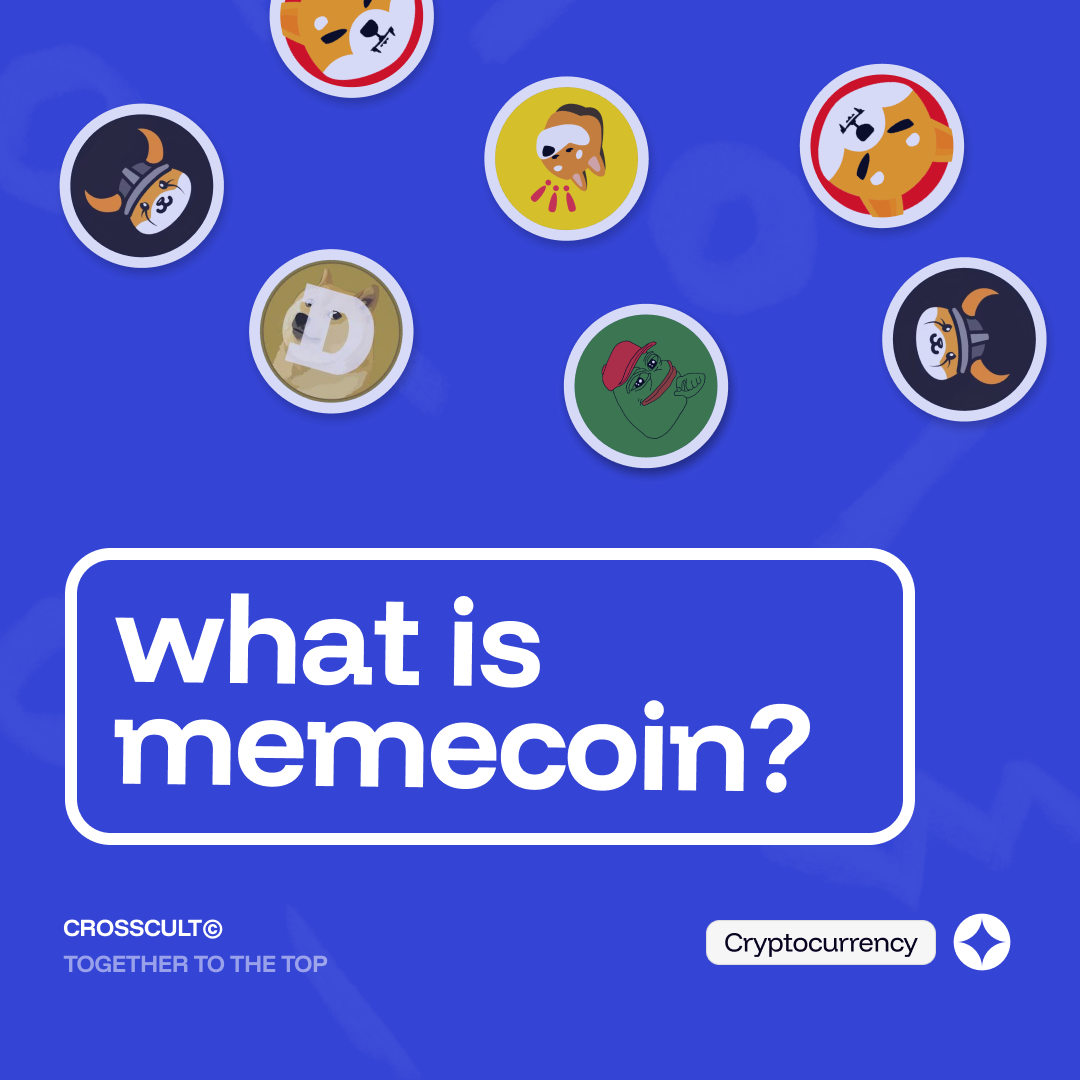 D
what is
memecoin?
CROSSCULT©
TOGETHER TO THE TOP
Cryptocurrency